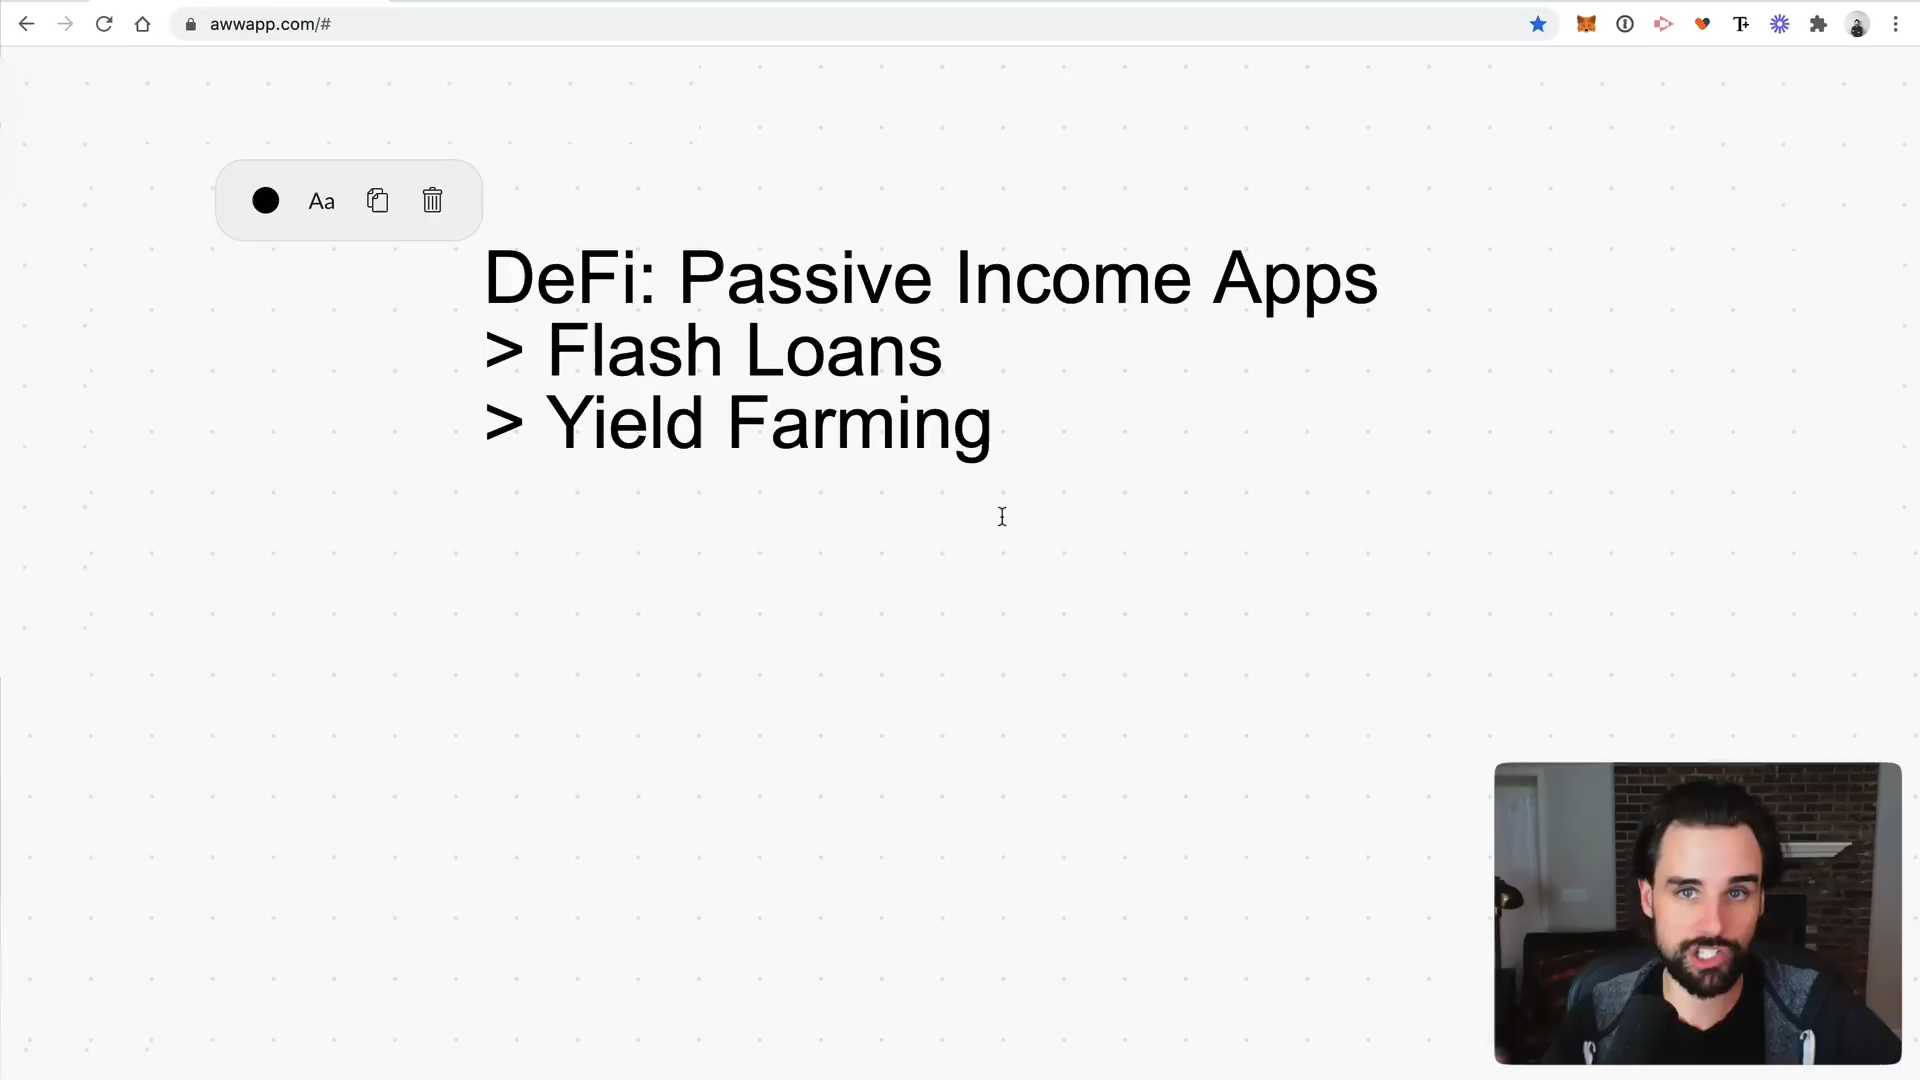 awwapp.com/#
Aa
DeFi: Passive Income Apps
> Flash Loans
> Yield Farming